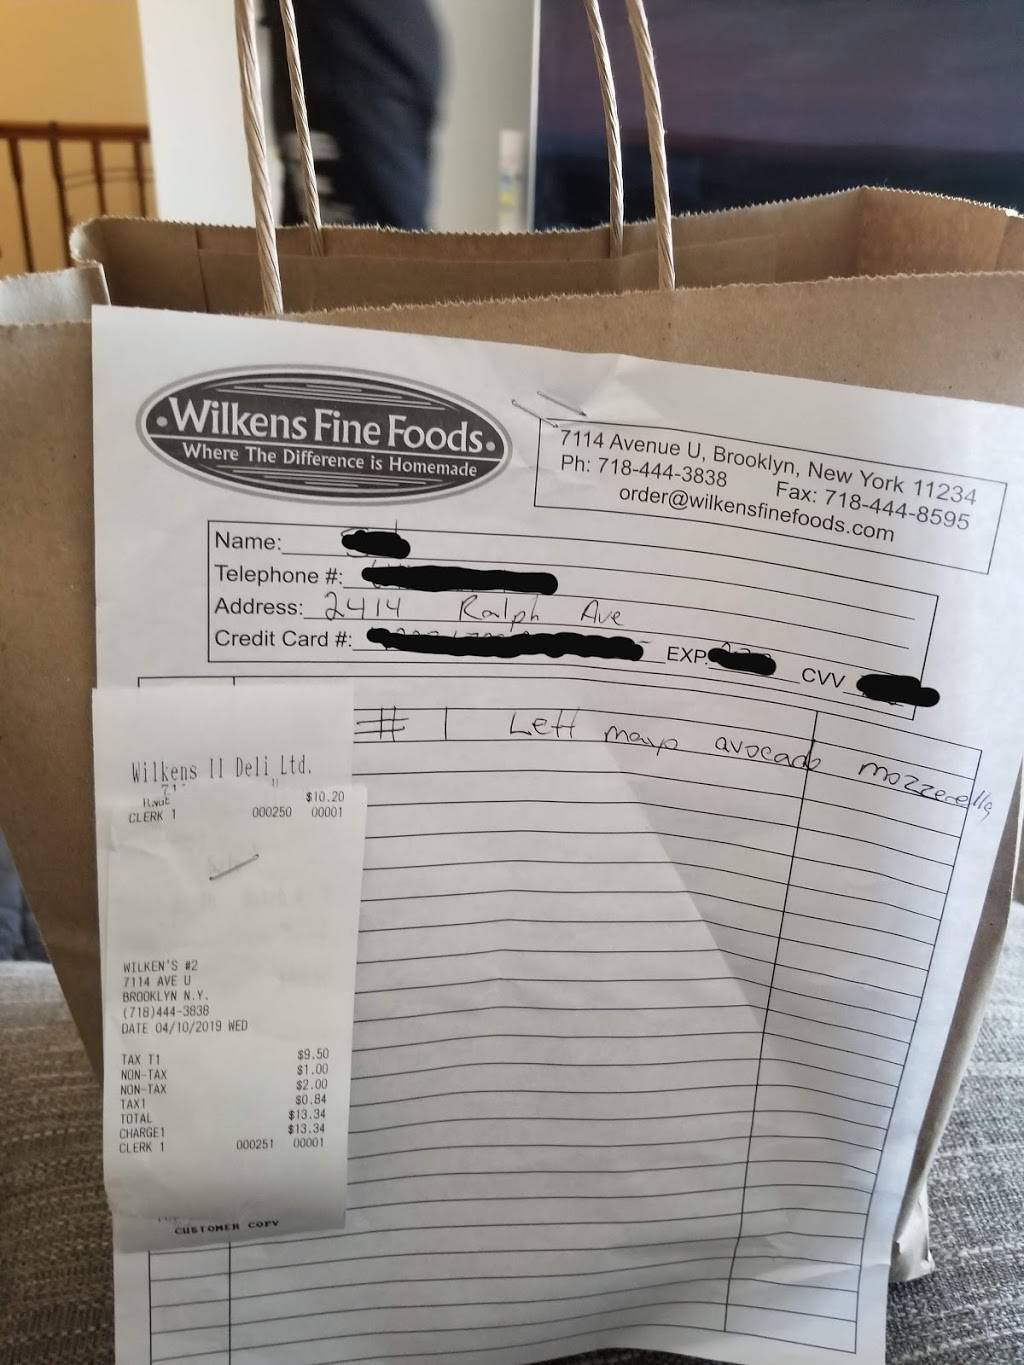 Wilkens Fine Foods
Where The Difference is Homemade
7114 Avenue U, Brooklyn, New York 11234
Ph: 718-444-3838 Fax: 718-444-8595
order@wilkensfinefoods.com
Name:
Telephone #:
Address: 2414 Ralph Ave
Credit Card #: EXP. CVV
# 1 Lett mayo avocado mozzerella
Wilkens II Deli Ltd.
$10.20
CLERK 1 000250 00001
WILKEN'S #2
7114 AVE U
BROOKLYN N.Y.
(718)444-3838
DATE 04/10/2019 WED
TAX T1 $9.50
NON-TAX $1.00
NON-TAX $2.00
TAX1 $0.84
TOTAL $13.34
CHARGE1 $13.34
CLERK 1 000251 00001
CUSTOMER COPY